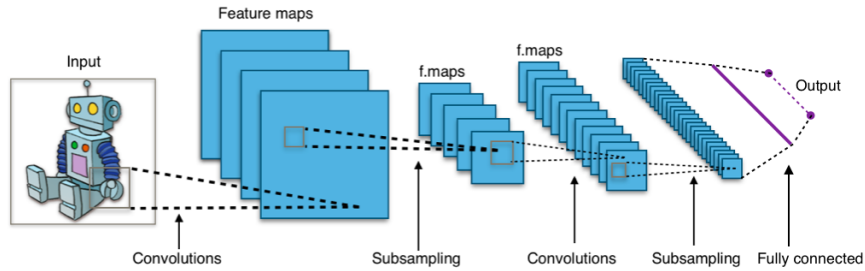 Feature maps
Input
f.maps
f.maps
Output
Convolutions
Subsampling
Convolutions
Subsampling
Fully connected